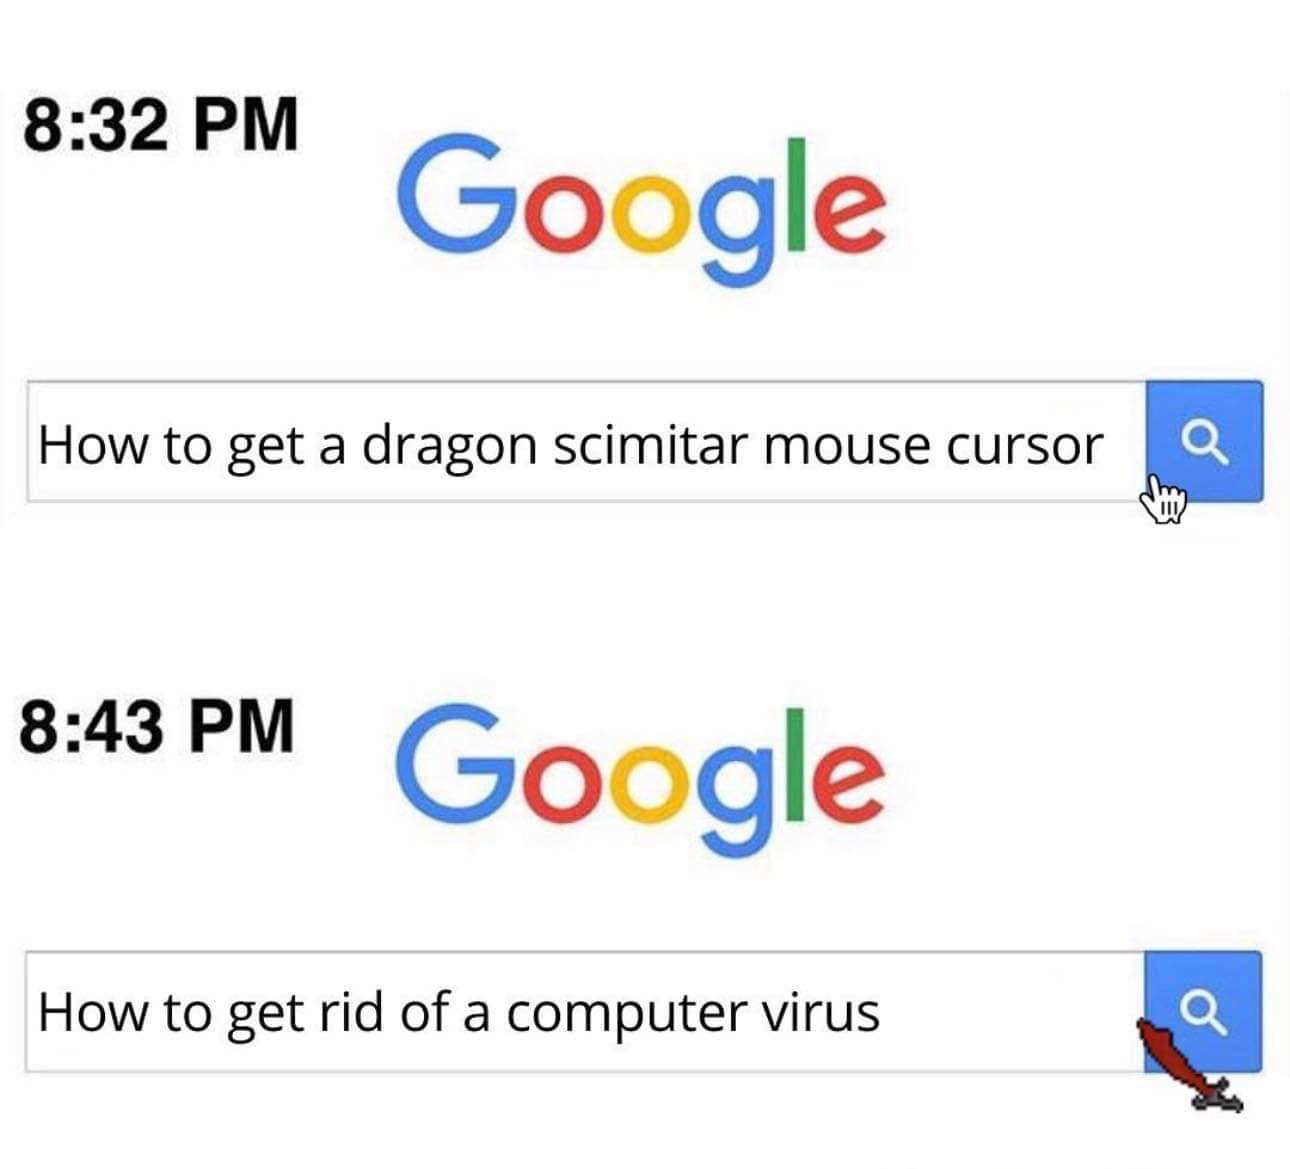 8:32 PM
Google
How to get a dragon scimitar mouse cursor
8:43 PM
Google
How to get rid of a computer virus